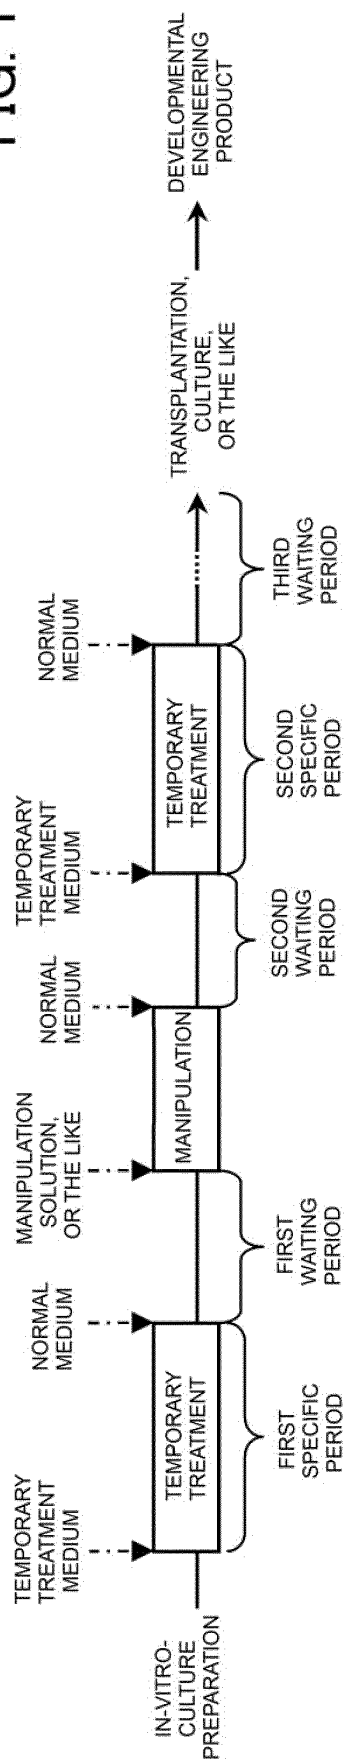 FIG. 1
TEMPORARY
TREATMENT
MEDIUM
NORMAL
MEDIUM
MANIPULATION
SOLUTION,
OR THE LIKE
NORMAL
MEDIUM
TEMPORARY
TREATMENT
MEDIUM
NORMAL
MEDIUM
IN-VITRO-
CULTURE
PREPARATION
TEMPORARY
TREATMENT
MANIPULATION
TEMPORARY
TREATMENT
TRANSPLANTATION,
CULTURE,
OR THE LIKE
DEVELOPMENTAL
ENGINEERING
PRODUCT
FIRST
SPECIFIC
PERIOD
FIRST
WAITING
PERIOD
SECOND
WAITING
PERIOD
SECOND
SPECIFIC
PERIOD
THIRD
WAITING
PERIOD